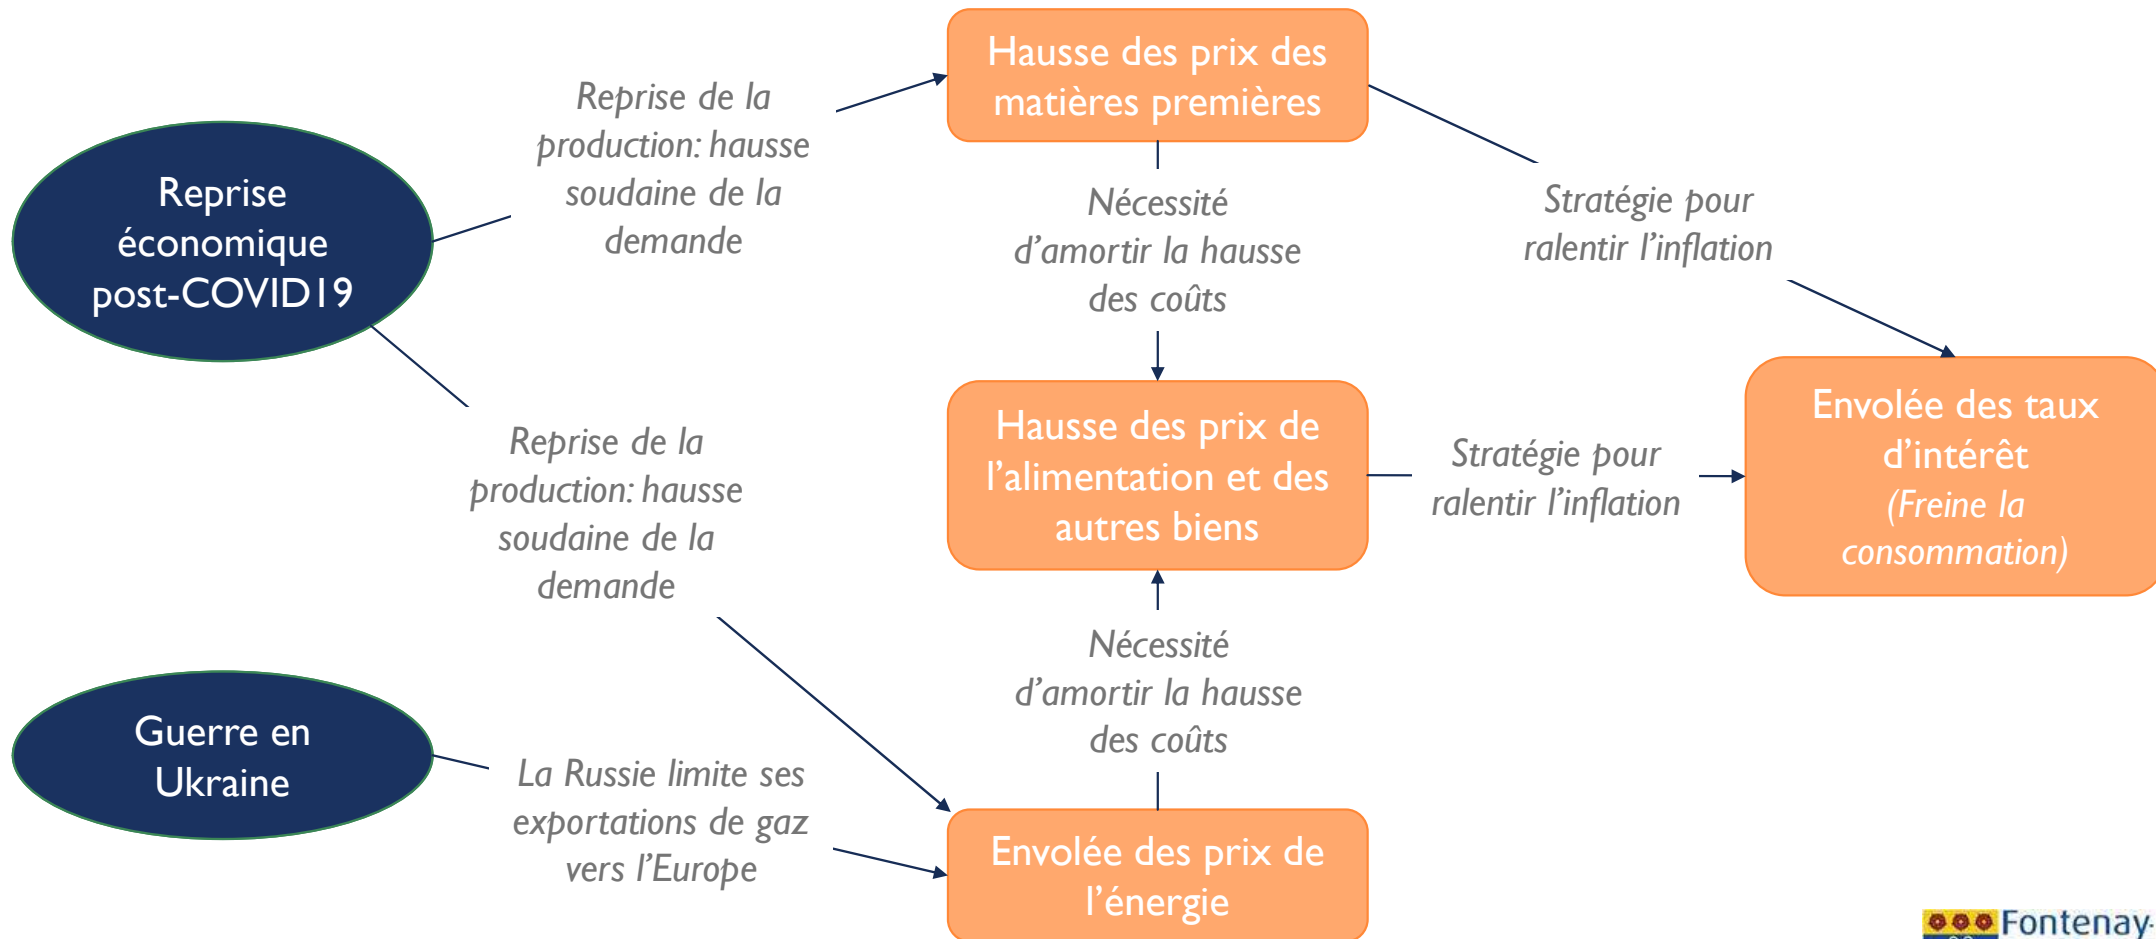 Hausse des prix des
matières premières
Reprise de la
production: hausse
soudaine de la
demande
Reprise
économique
post-COVID19
Nécessité
d’amortir la hausse
des coûts
Stratégie pour
ralentir l’inflation
Hausse des prix de
l’alimentation et des
autres biens
Stratégie pour
ralentir l’inflation
Envolée des taux
d’intérêt
(Freine la
consommation)
Reprise de la
production: hausse
soudaine de la
demande
Nécessité
d’amortir la hausse
des coûts
Guerre en
Ukraine
La Russie limite ses
exportations de gaz
vers l’Europe
Envolée des prix de
l’énergie
Fontenay-